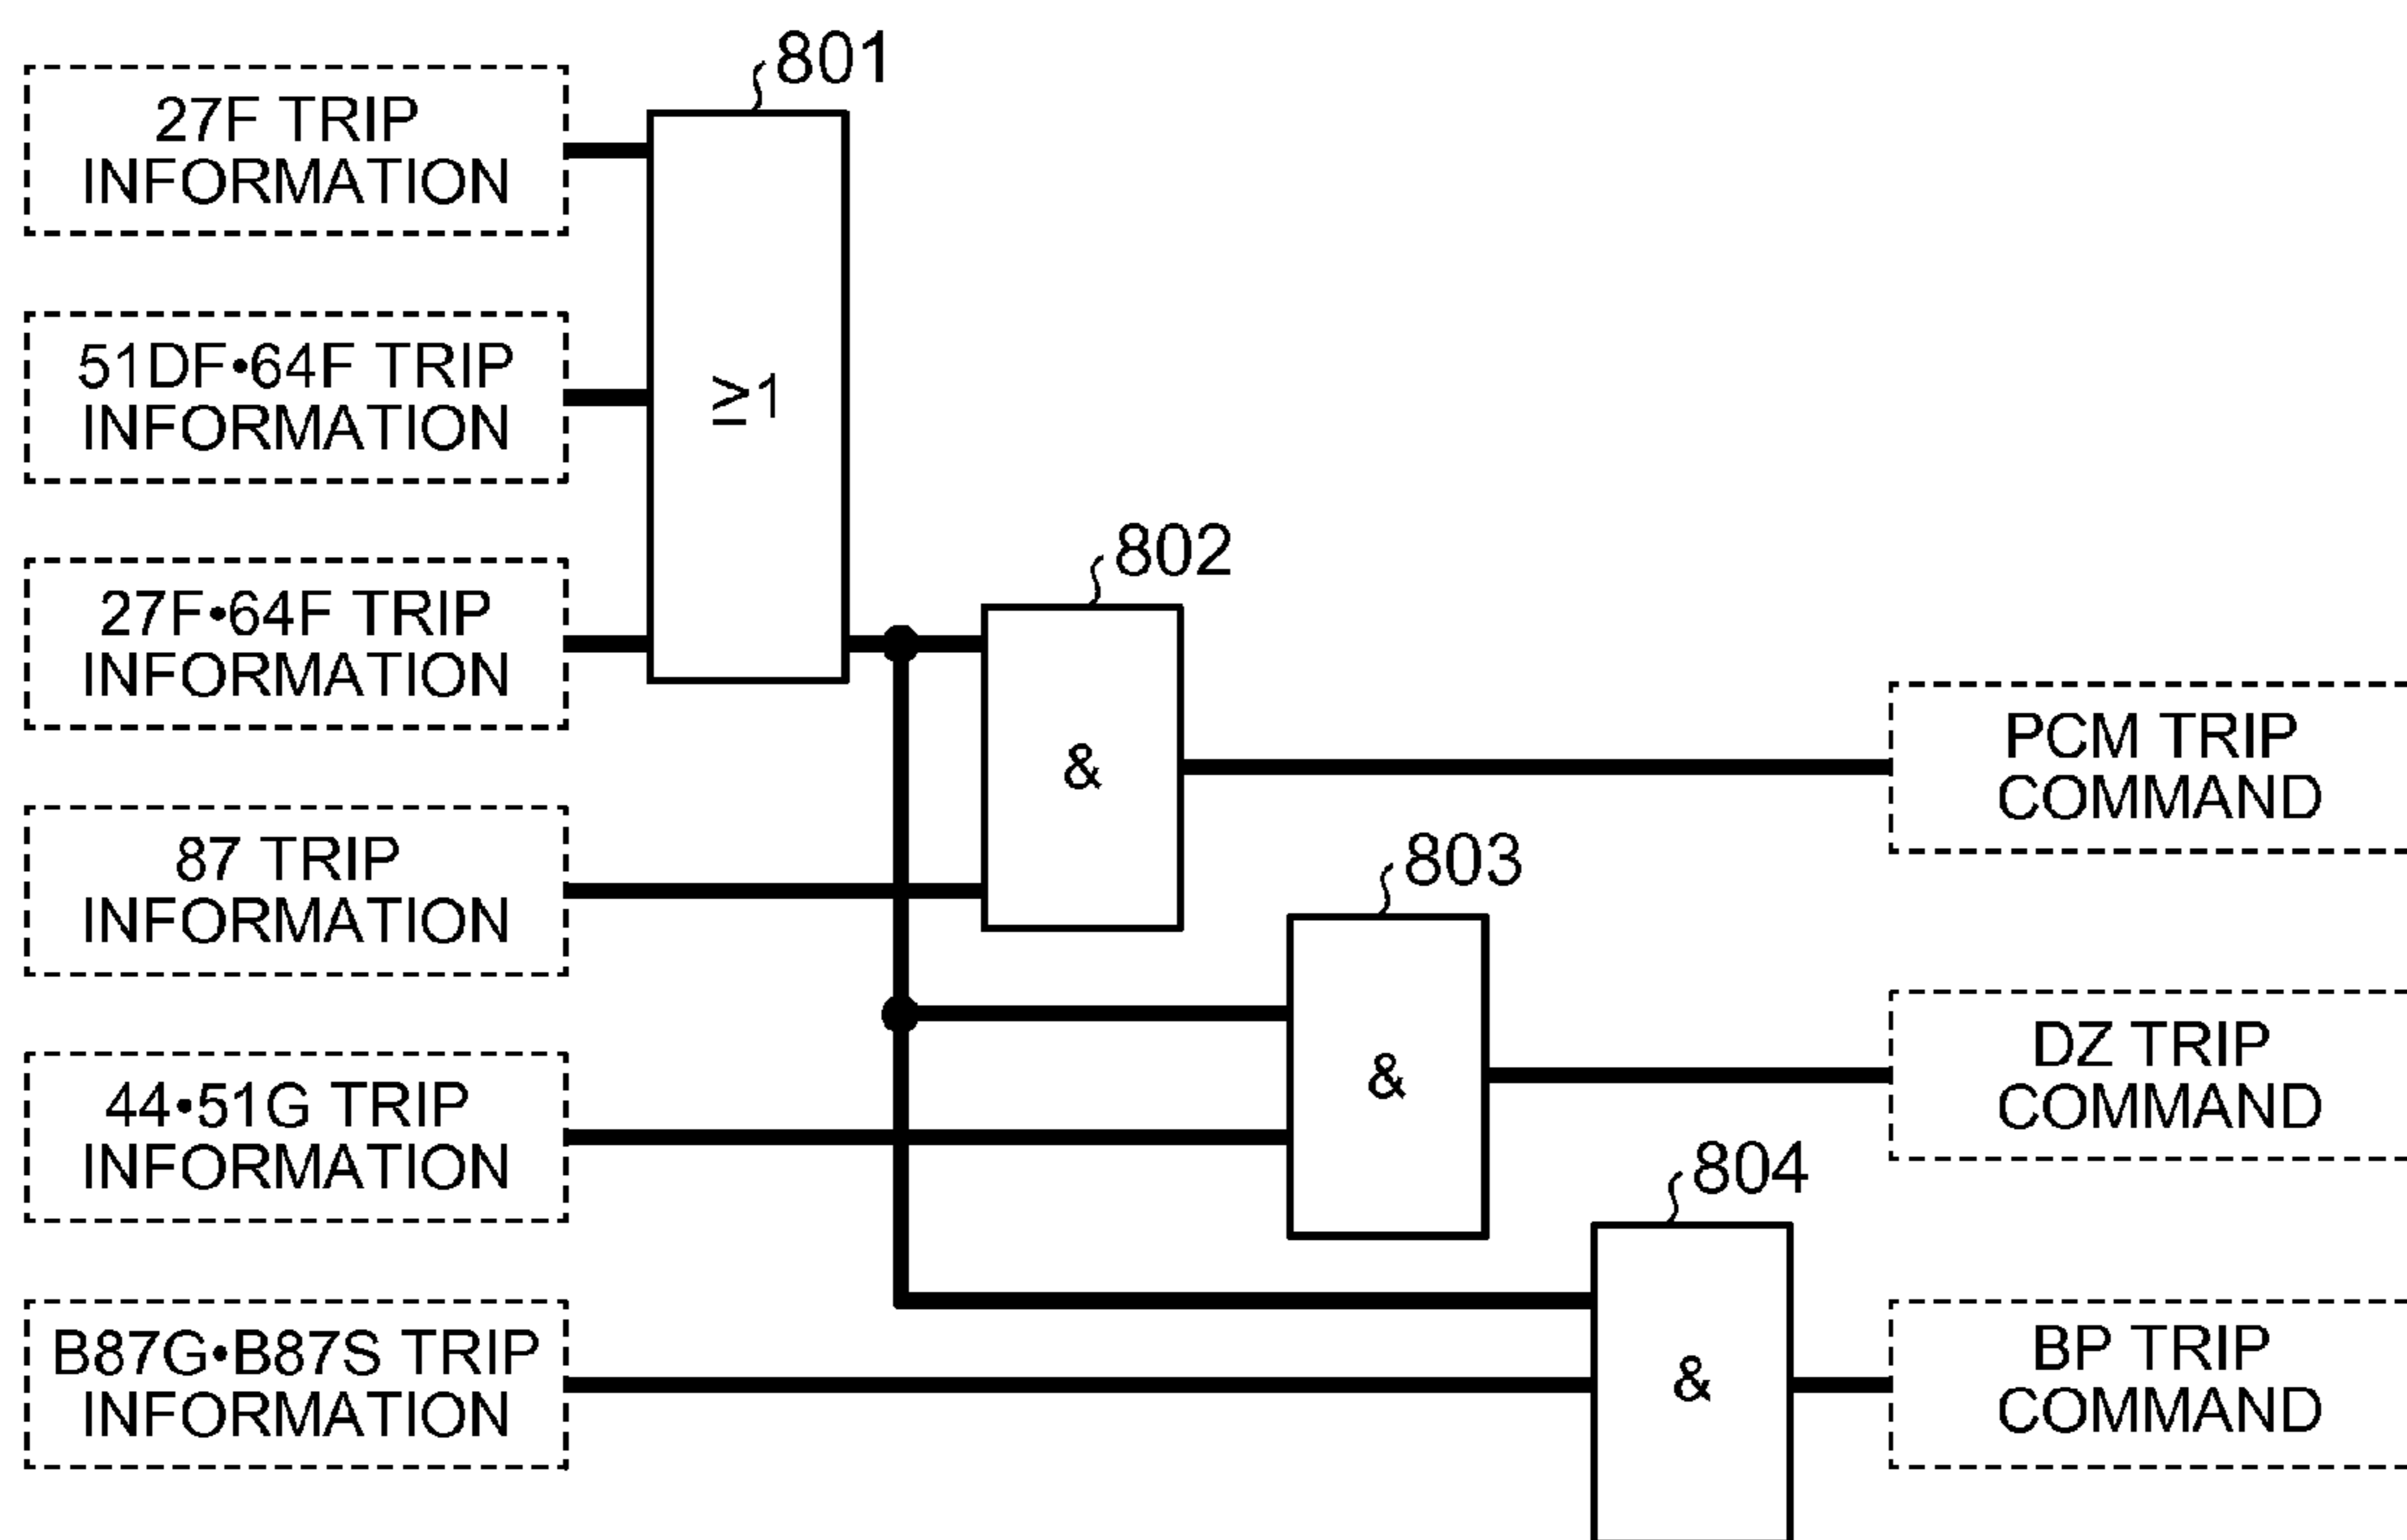 801
27F TRIP
INFORMATION
51DF•64F TRIP
INFORMATION
≥1
802
27F•64F TRIP
INFORMATION
&
PCM TRIP
COMMAND
87 TRIP
INFORMATION
803
44•51G TRIP
INFORMATION
&
DZ TRIP
COMMAND
804
B87G•B87S TRIP
INFORMATION
&
BP TRIP
COMMAND